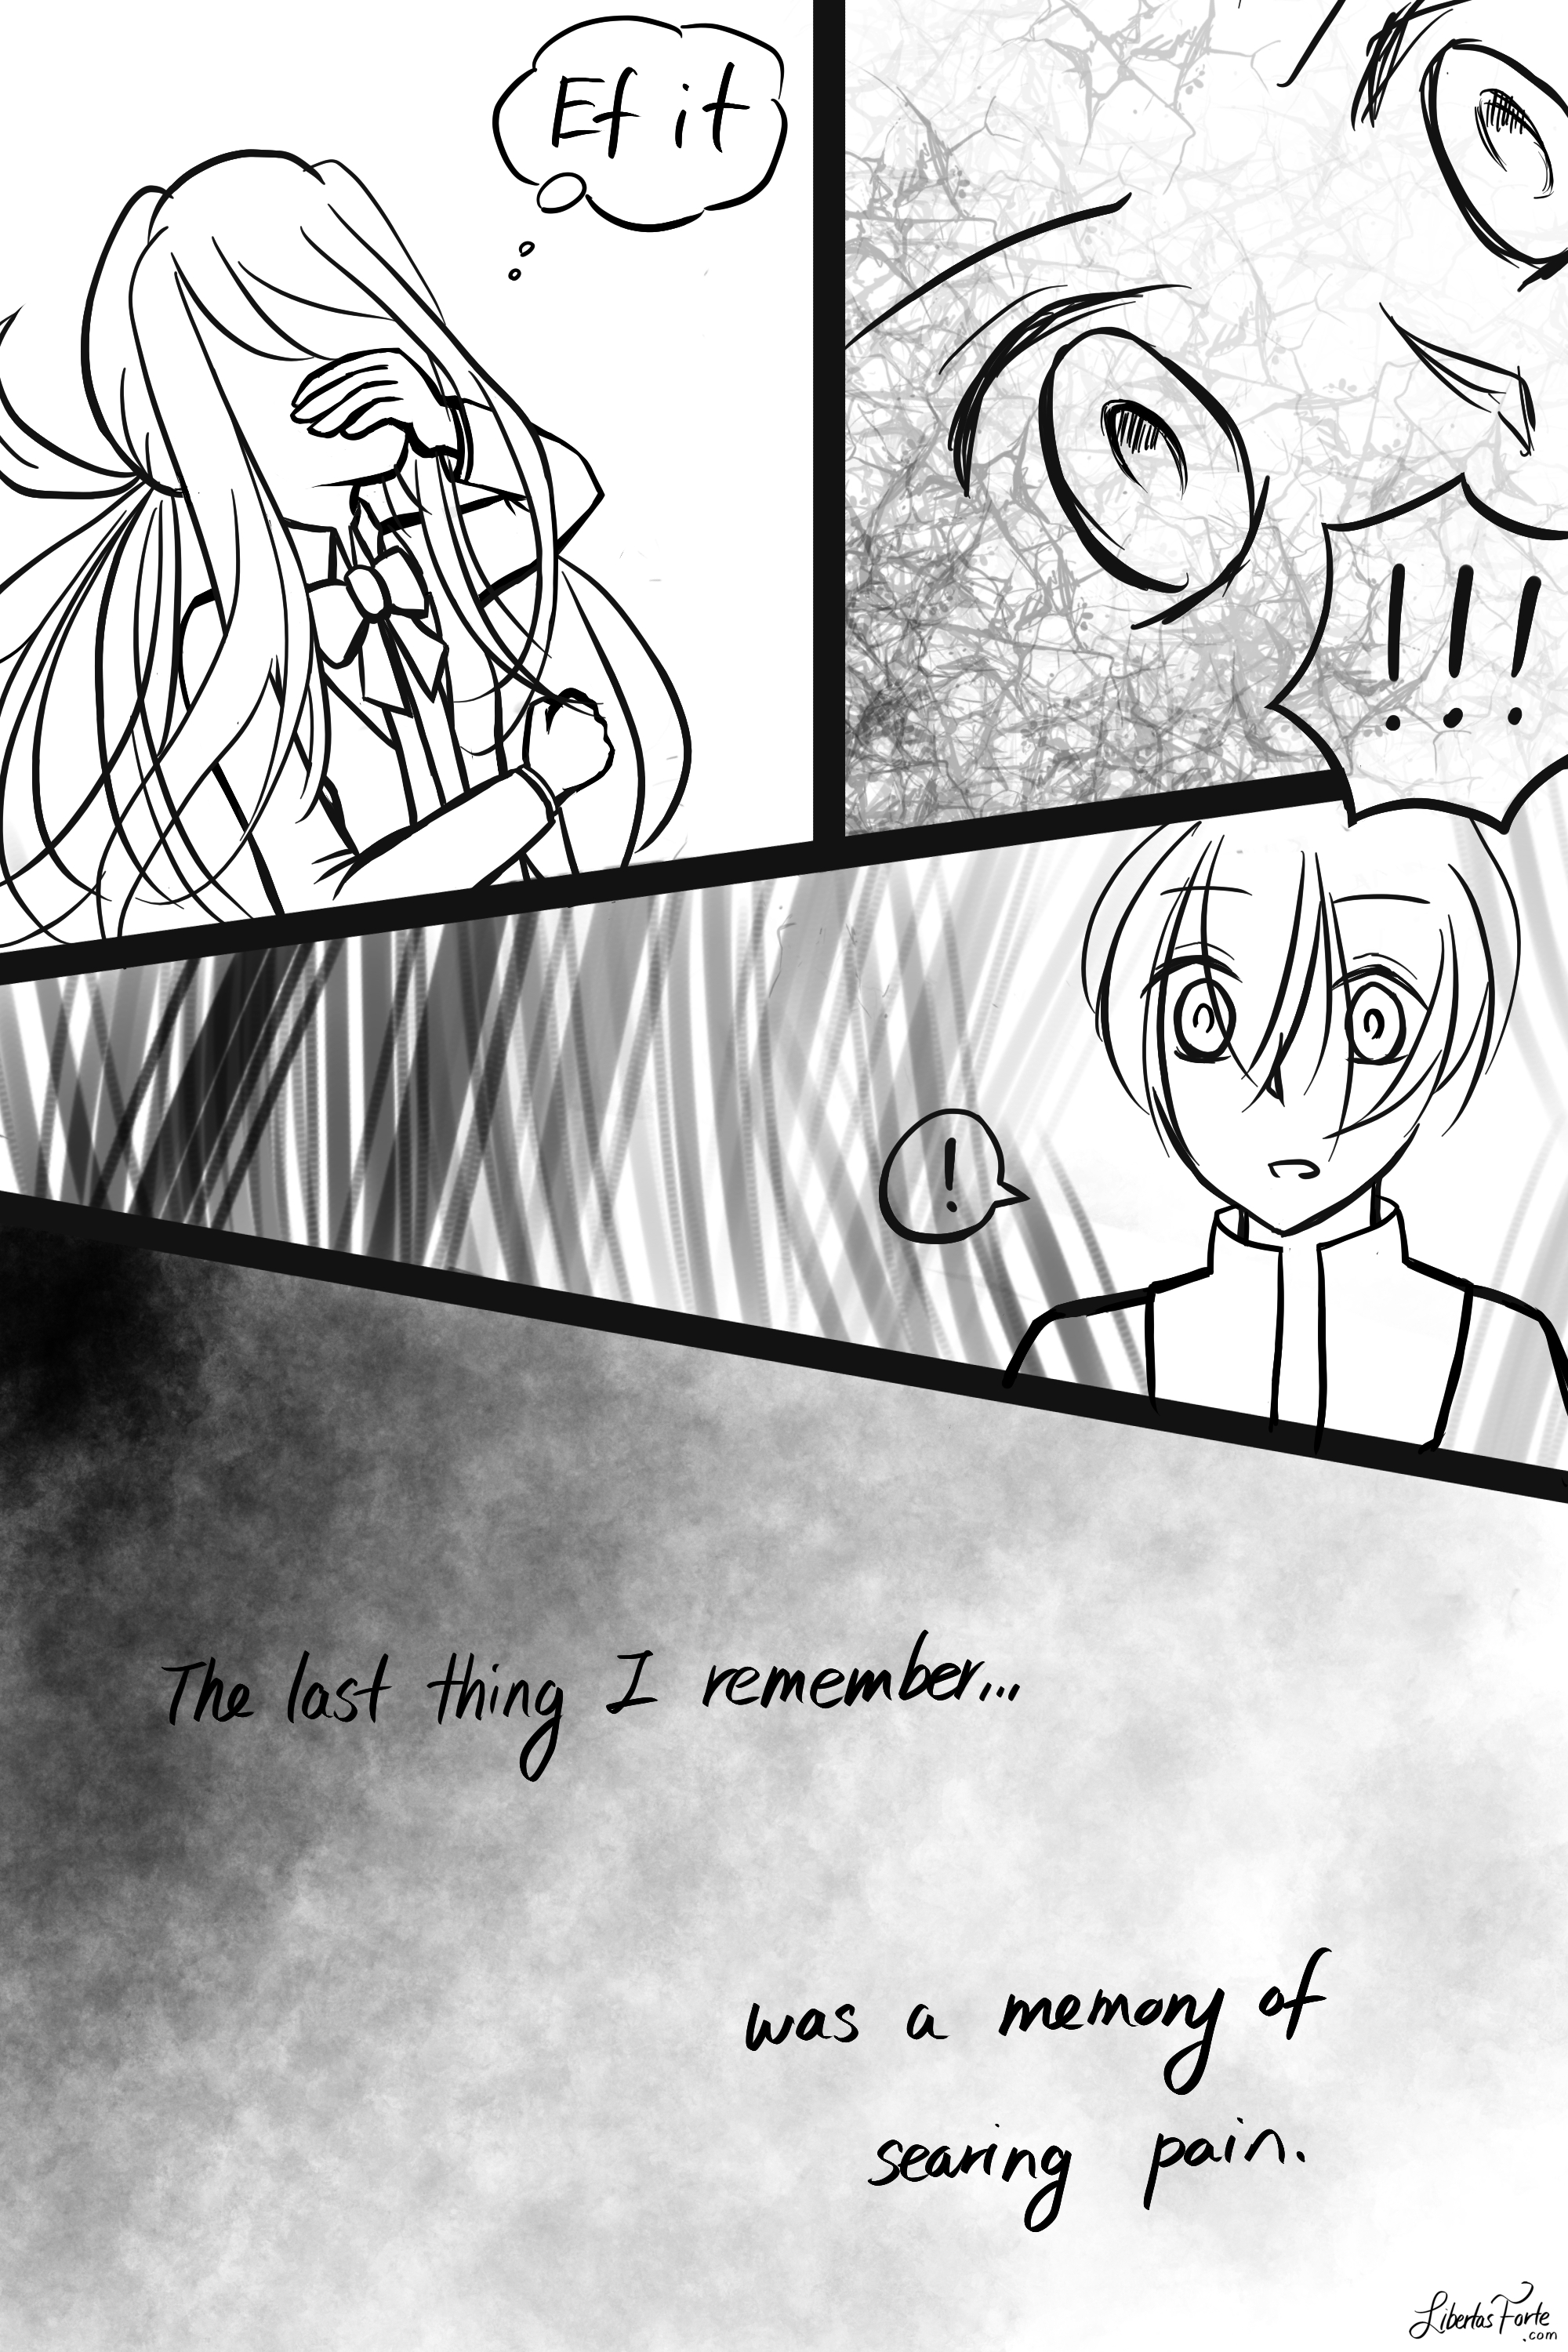 Ef it
!!!
!
The last thing I remember...
was a memory of
searing pain.
Libertas Forte
.com